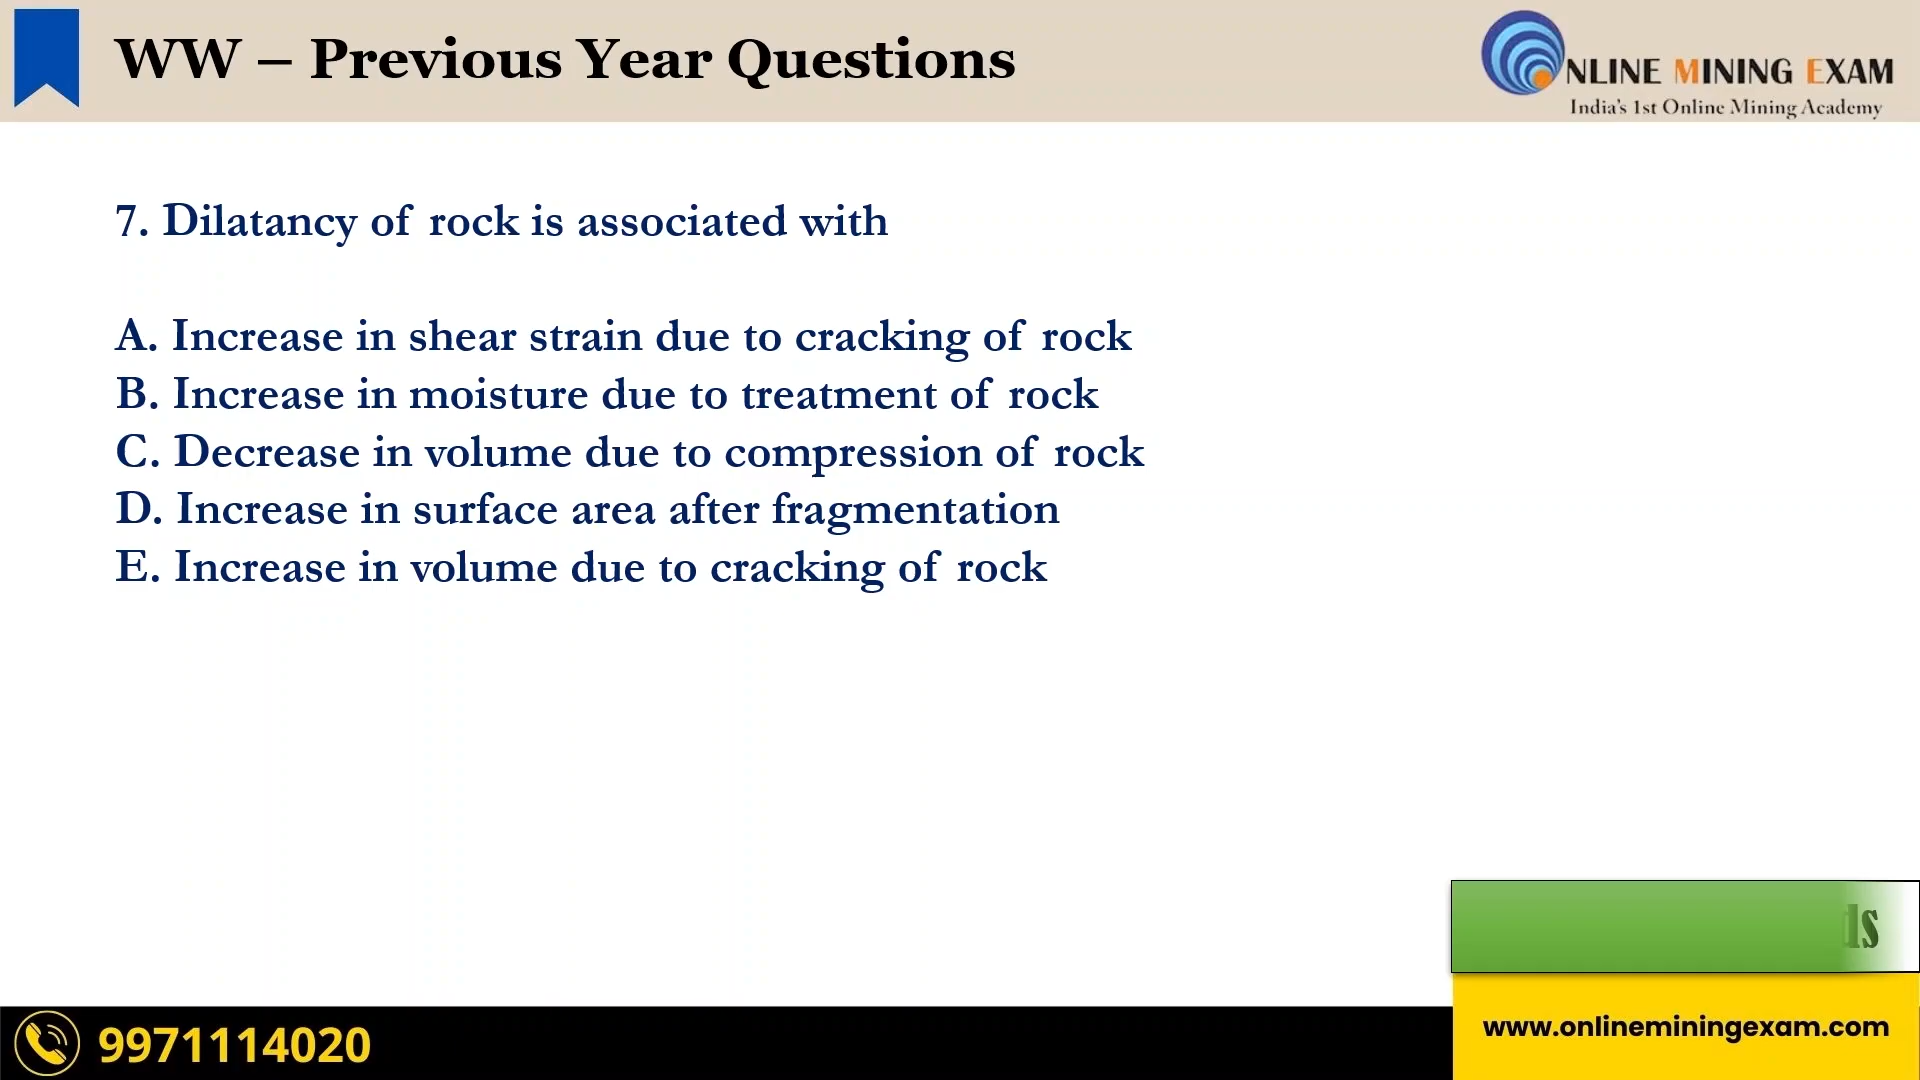 WW – Previous Year Questions
NLINE MINING EXAM
India's 1st Online Mining Academy
7. Dilatancy of rock is associated with
A. Increase in shear strain due to cracking of rock
B. Increase in moisture due to treatment of rock
C. Decrease in volume due to compression of rock
D. Increase in surface area after fragmentation
E. Increase in volume due to cracking of rock
9971114020
www.onlineminingexam.com